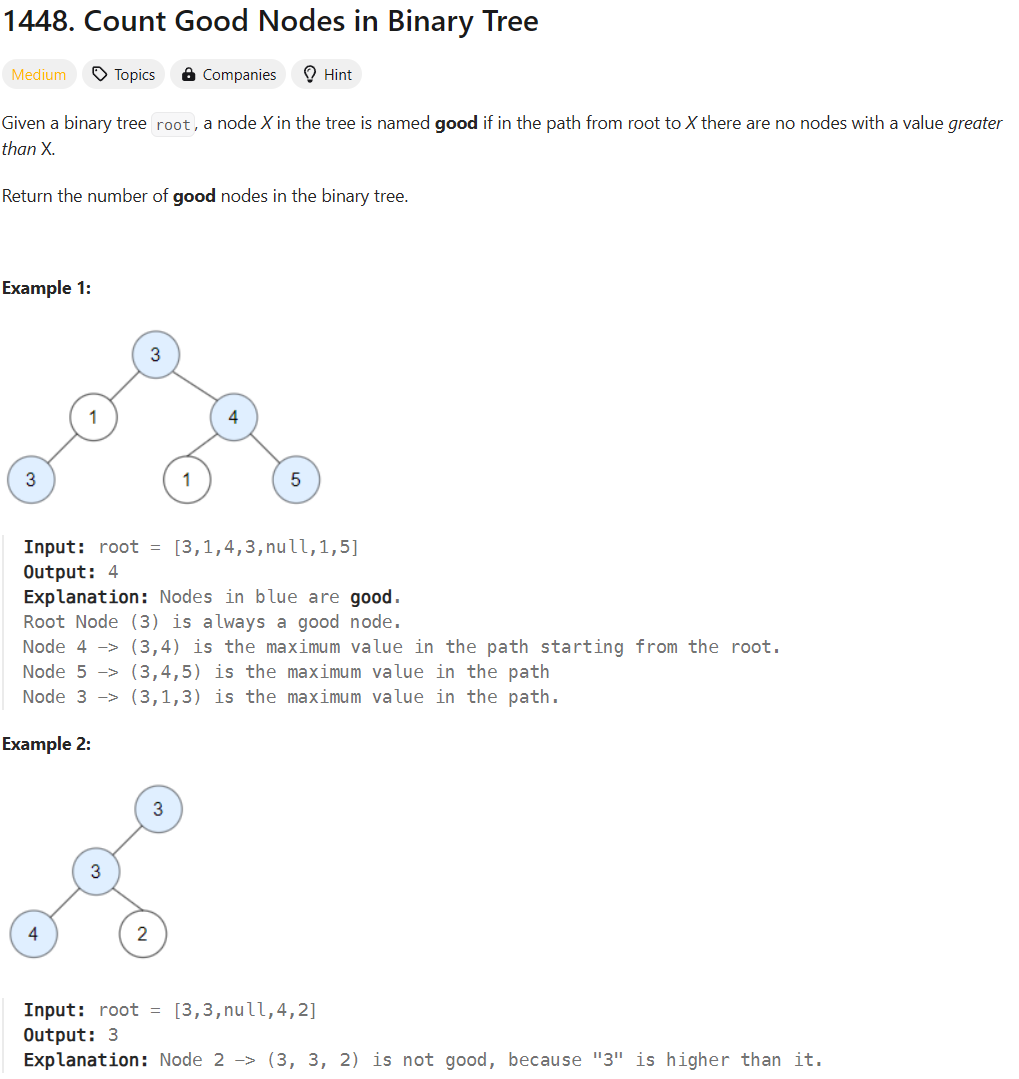 1448. Count Good Nodes in Binary Tree
Medium Topics Companies Hint
Given a binary tree root, a node X in the tree is named good if in the path from root to X there are no nodes with a value greater
than X.
Return the number of good nodes in the binary tree.
Example 1:
3
1 4
3 1 5
Input: root = [3,1,4,3,null,1,5]
Output: 4
Explanation: Nodes in blue are good.
Root Node (3) is always a good node.
Node 4 -> (3,4) is the maximum value in the path starting from the root.
Node 5 -> (3,4,5) is the maximum value in the path
Node 3 -> (3,1,3) is the maximum value in the path.
Example 2:
3
3
4 2
Input: root = [3,3,null,4,2]
Output: 3
Explanation: Node 2 -> (3, 3, 2) is not good, because "3" is higher than it.